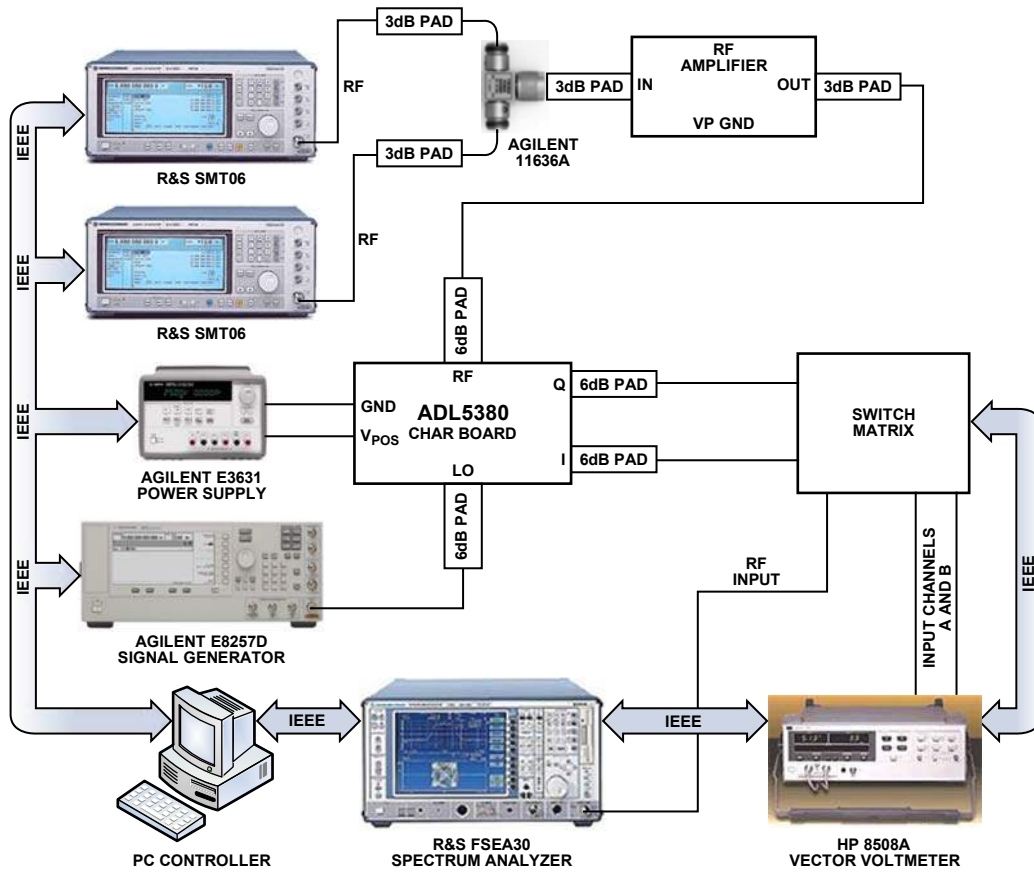 3dB PAD
RF
3dB PAD
RF
AGILENT
11636A
3dB PAD
RF
AMPLIFIER
IN
OUT
VP GND
3dB PAD
IEEE
R&S SMT06
IEEE
R&S SMT06
6dB PAD
RF
ADL5380
CHAR BOARD
GND
VPOS
LO
Q
I
6dB PAD
6dB PAD
6dB PAD
SWITCH
MATRIX
IEEE
AGILENT E3631
POWER SUPPLY
IEEE
AGILENT E8257D
SIGNAL GENERATOR
RF
INPUT
INPUT CHANNELS
A AND B
IEEE
IEEE
IEEE
PC CONTROLLER
R&S FSEA30
SPECTRUM ANALYZER
HP 8508A
VECTOR VOLTMETER